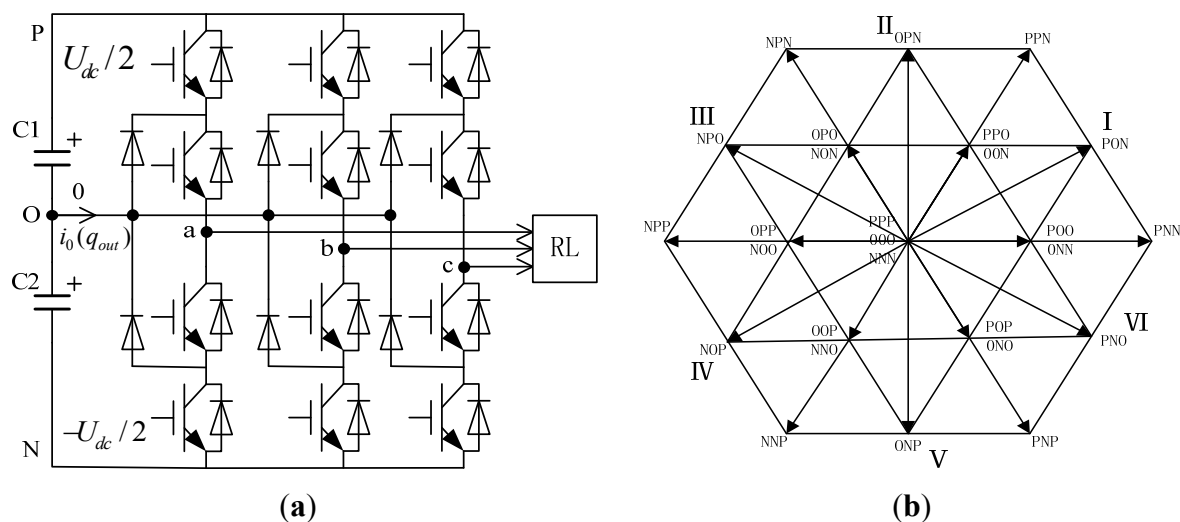 P
U_dc/2
C1
+
O
0
i_0(q_out)
a
b
c
RL
C2
+
-U_dc/2
N
(a)
II
NPN
OPN
PPN
III
I
NPO
OPO
NON
PPO
OON
PON
NPP
OPP
NOO
PPP
OOO
NNN
POO
ONN
PNN
NOP
OOP
NNO
POP
ONO
PNO
VI
IV
NNP
ONP
PNP
V
(b)